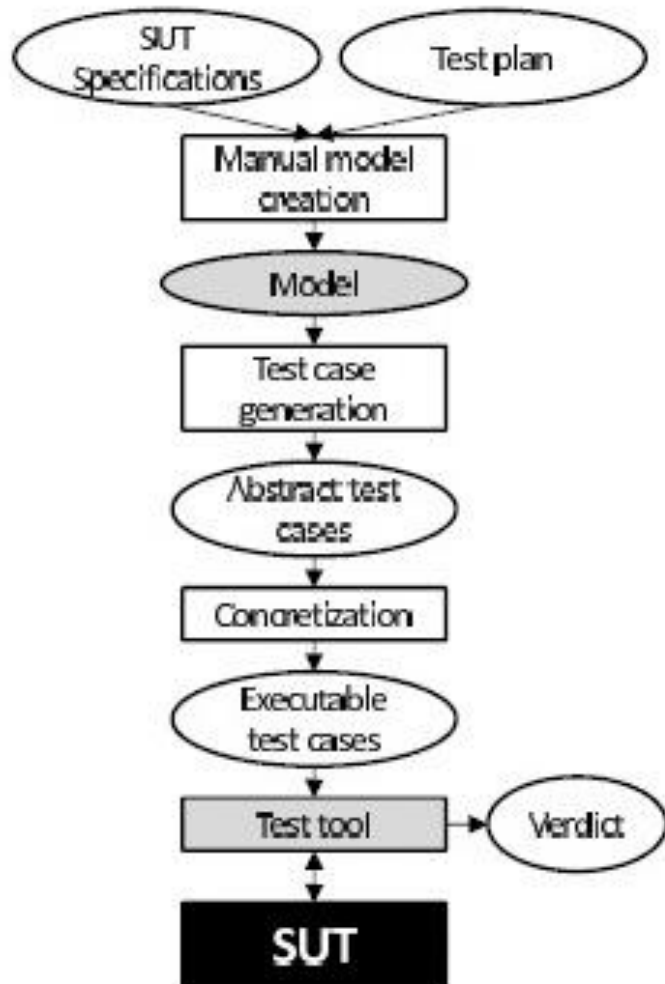 SUT
Specifications
Test plan
Manual model
creation
Model
Test case
generation
Abstract test
cases
Concretization
Executable
test cases
Test tool
Verdict
SUT